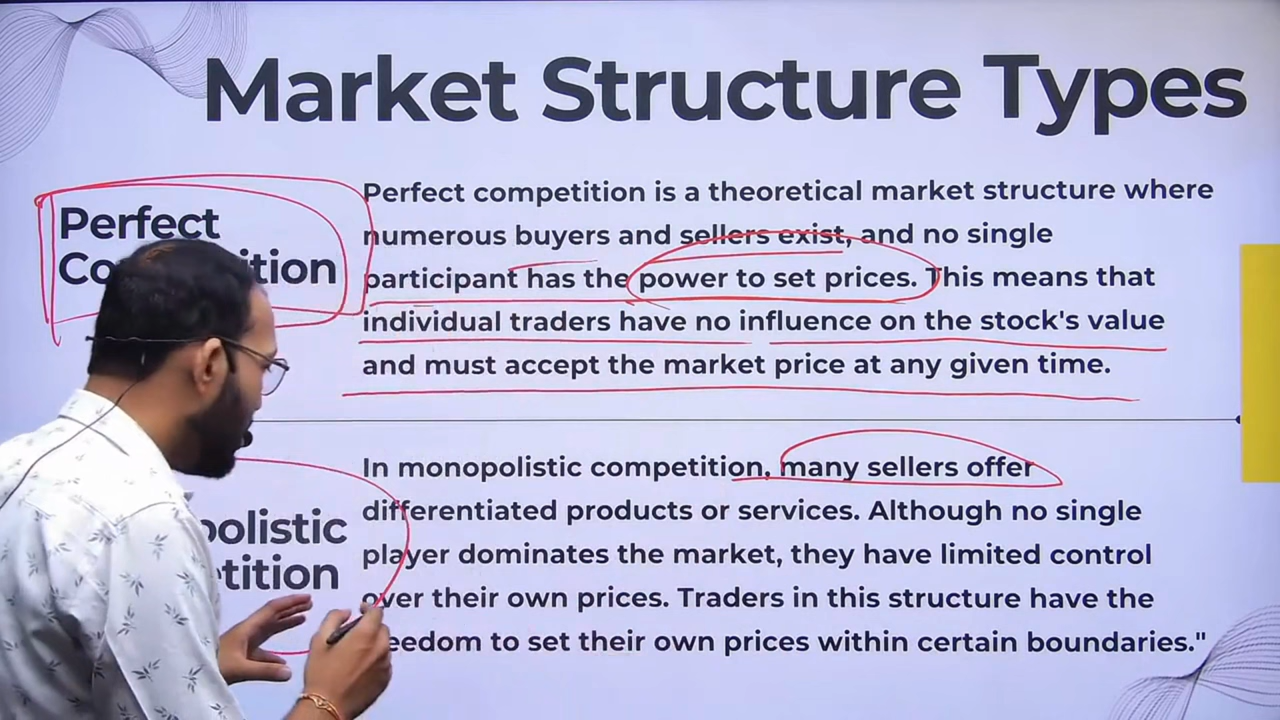 Market Structure Types
Perfect
Co tition
Perfect competition is a theoretical market structure where
numerous buyers and sellers exist, and no single
participant has the power to set prices. This means that
individual traders have no influence on the stock's value
and must accept the market price at any given time.
polistic
tition
In monopolistic competition, many sellers offer
differentiated products or services. Although no single
player dominates the market, they have limited control
over their own prices. Traders in this structure have the
eedom to set their own prices within certain boundaries."